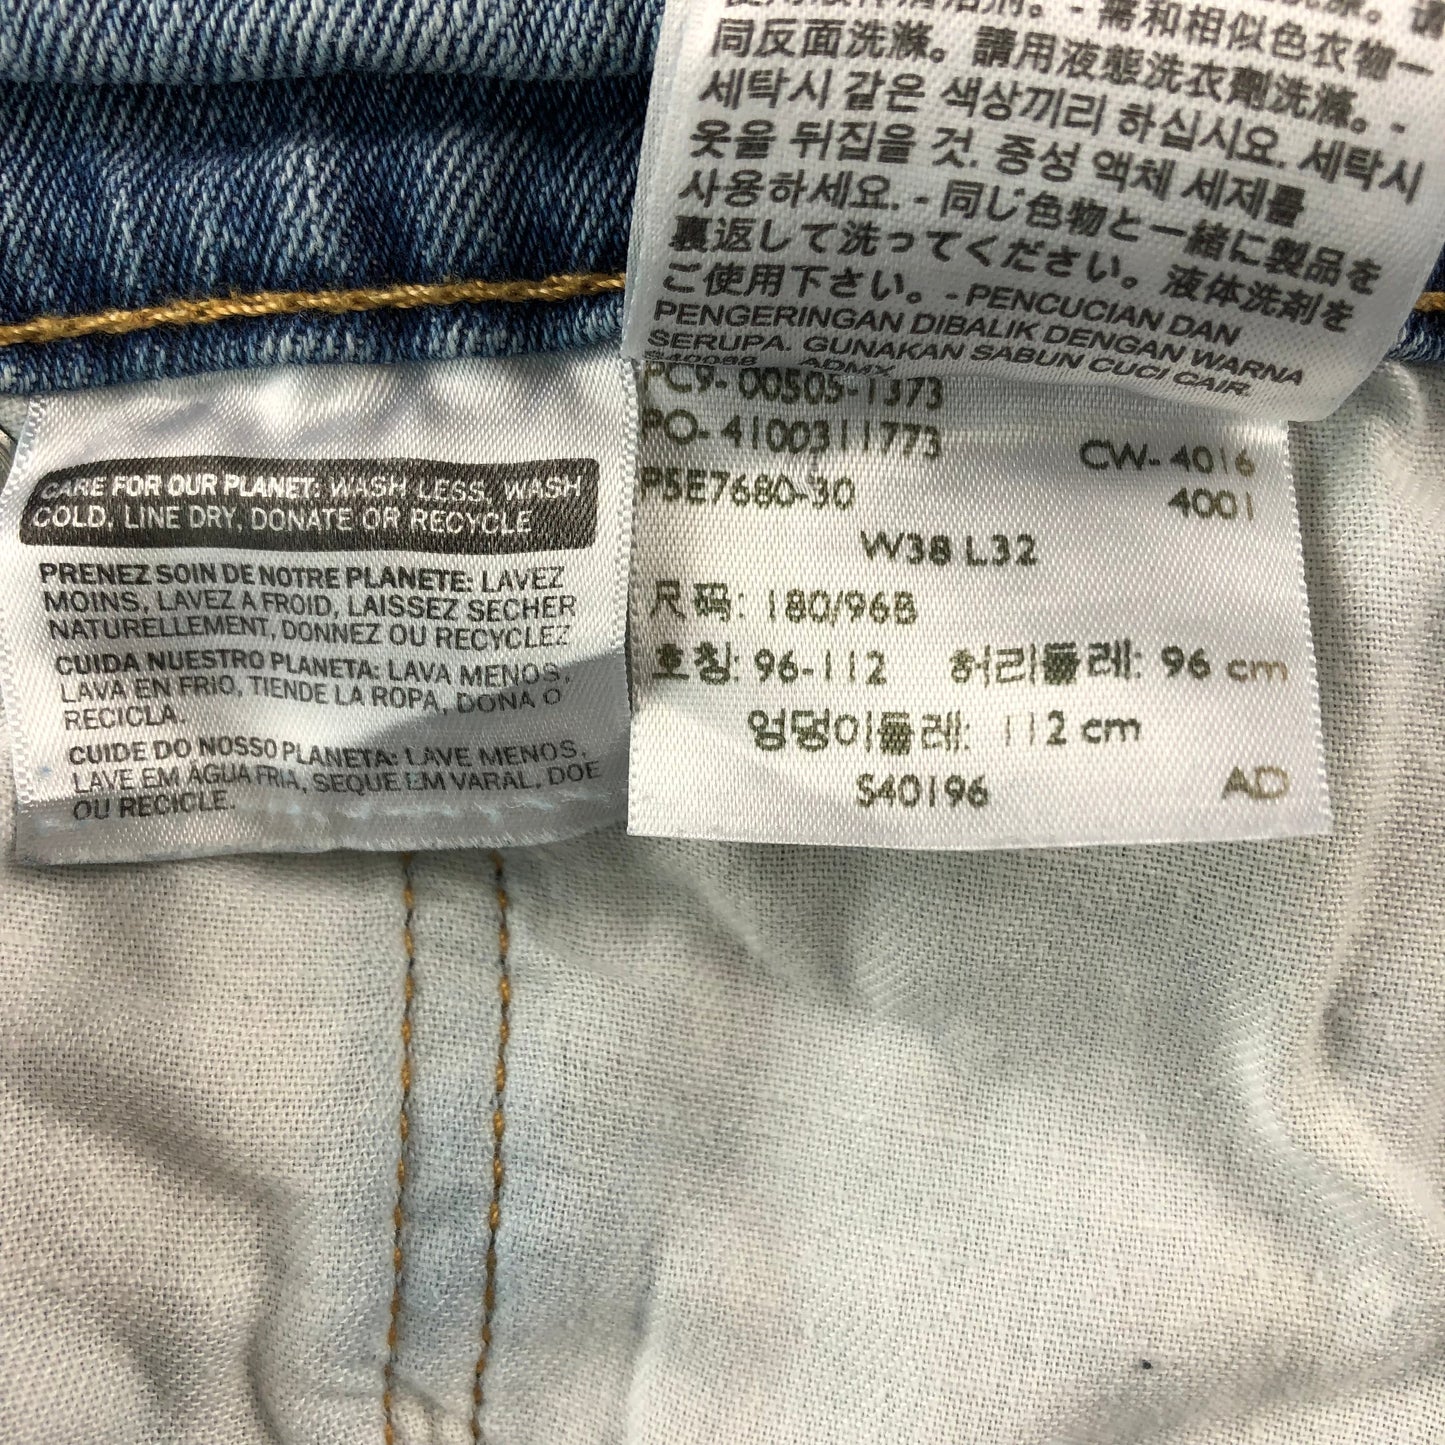 同反面洗滌。請用液態洗衣劑洗滌。-
세탁시 같은 색상끼리 하십시요. 세탁시
옷을 뒤집을 것. 중성 액체 세제를
사용하세요. - 同じ色物と一緒に製品を
裏返して洗ってください。液体洗剤を
ご使用下さい。- PENCUCIAN DAN
PENGERINGAN DIBALIK DENGAN WARNA
SERUPA. GUNAKAN SABUN CUCI CAIR.
ADMX
PC9-00505-1373
PO-4100311773
CW-4016
P5E7680-30
4001
W38 L32
尺码: 180/96B
호칭: 96-112 허리둘레: 96 cm
엉덩이둘레: 112 cm
S40196
AD
CARE FOR OUR PLANET: WASH LESS, WASH
COLD, LINE DRY, DONATE OR RECYCLE
PRENEZ SOIN DE NOTRE PLANETE: LAVEZ
MOINS, LAVEZ A FROID, LAISSEZ SECHER
NATURELLEMENT, DONNEZ OU RECYCLEZ
CUIDA NUESTRO PLANETA: LAVA MENOS,
LAVA EN FRIO, TIENDE LA ROPA, DONA O
RECICLA.
CUIDE DO NOSSO PLANETA: LAVE MENOS,
LAVE EM AGUA FRIA, SEQUE EM VARAL, DOE
OU RECICLE.